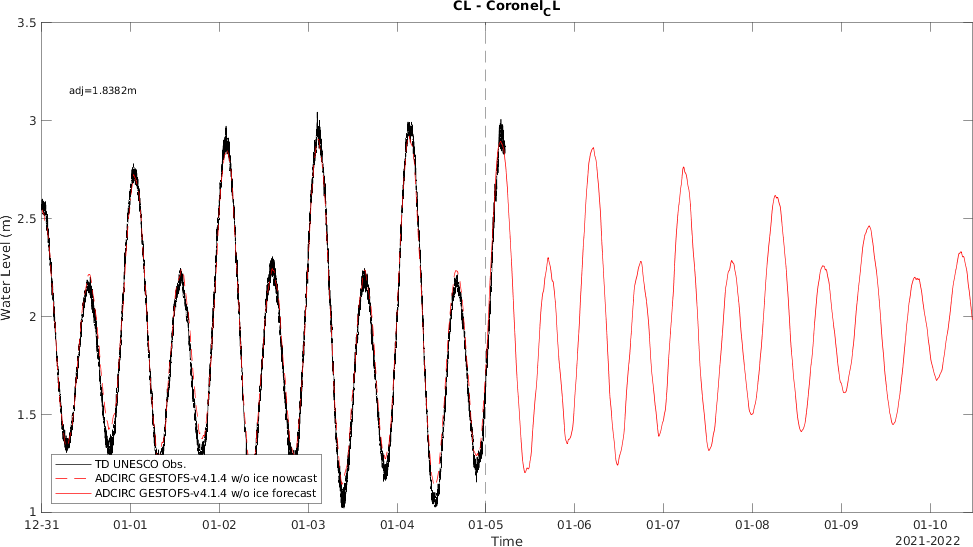 CL - Coronel_CL
3.5
adj=1.8382m
3
2.5
Water Level (m)
2
1.5
TD UNESCO Obs.
ADCIRC GESTOFS-v4.1.4 w/o ice nowcast
ADCIRC GESTOFS-v4.1.4 w/o ice forecast
1
12-31 01-01 01-02 01-03 01-04 01-05 01-06 01-07 01-08 01-09 01-10
Time
2021-2022